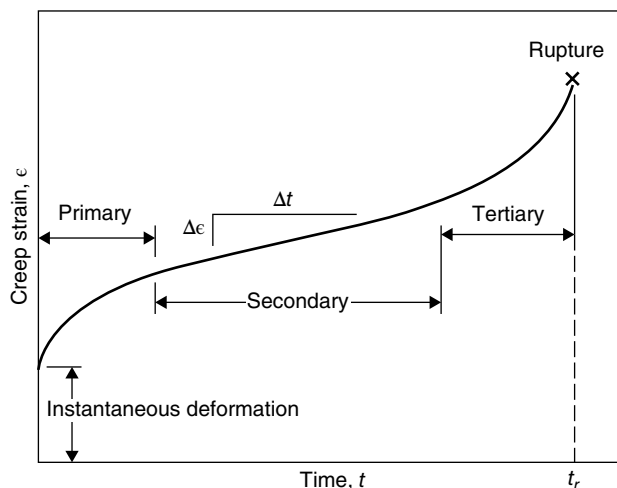 Rupture
×
Δt
Primary
Δϵ
Tertiary
Creep strain, ϵ
Secondary
Instantaneous deformation
Time, t
tr